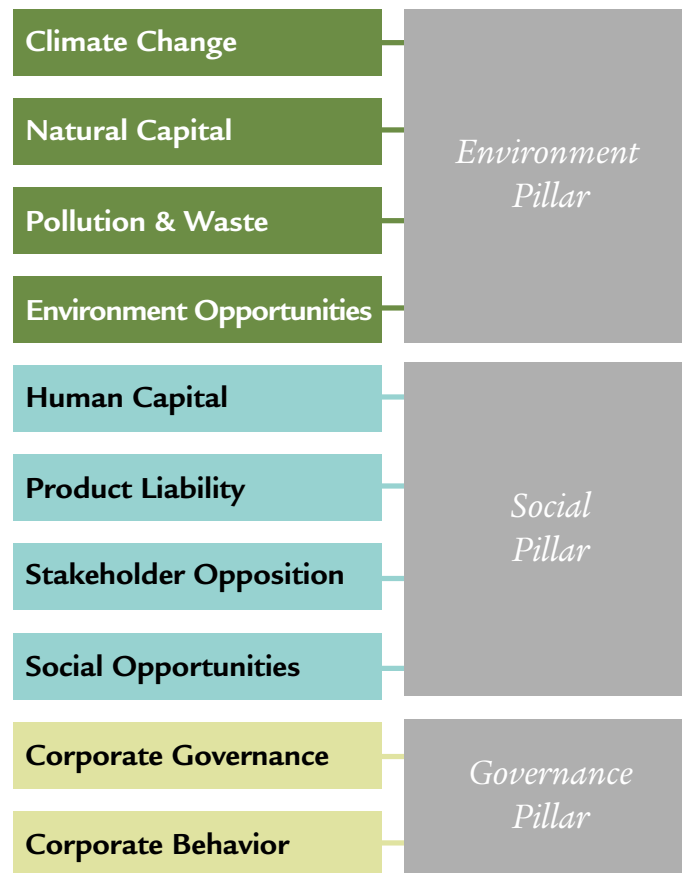 Climate Change
Natural Capital
Pollution & Waste
Environment Opportunities
Environment
Pillar
Human Capital
Product Liability
Stakeholder Opposition
Social Opportunities
Social
Pillar
Corporate Governance
Corporate Behavior
Governance
Pillar